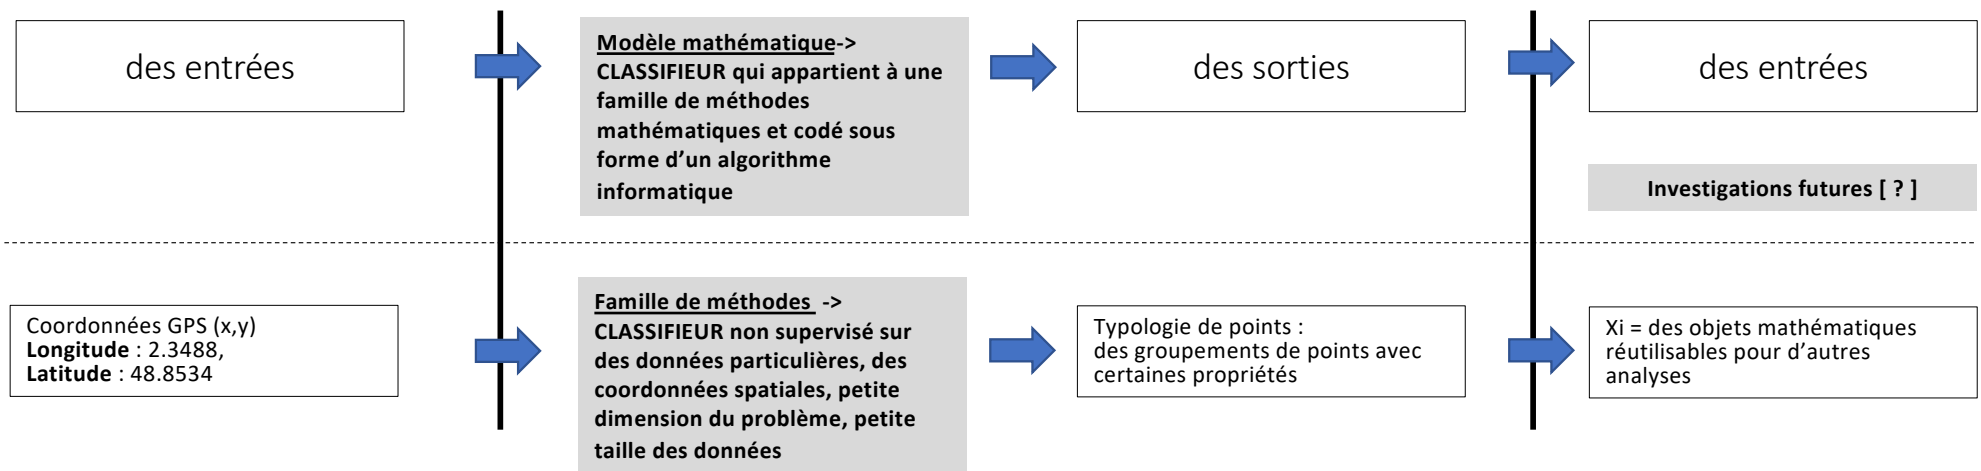 des entrées
Modèle mathématique->
CLASSIFIEUR qui appartient à une
famille de méthodes
mathématiques et codé sous
forme d’un algorithme
informatique
des sorties
des entrées
Investigations futures [ ? ]
Coordonnées GPS (x,y)
Longitude : 2.3488,
Latitude : 48.8534
Famille de méthodes ->
CLASSIFIEUR non supervisé sur
des données particulières, des
coordonnées spatiales, petite
dimension du problème, petite
taille des données
Typologie de points :
des groupements de points avec
certaines propriétés
Xi = des objets mathématiques
réutilisables pour d’autres
analyses